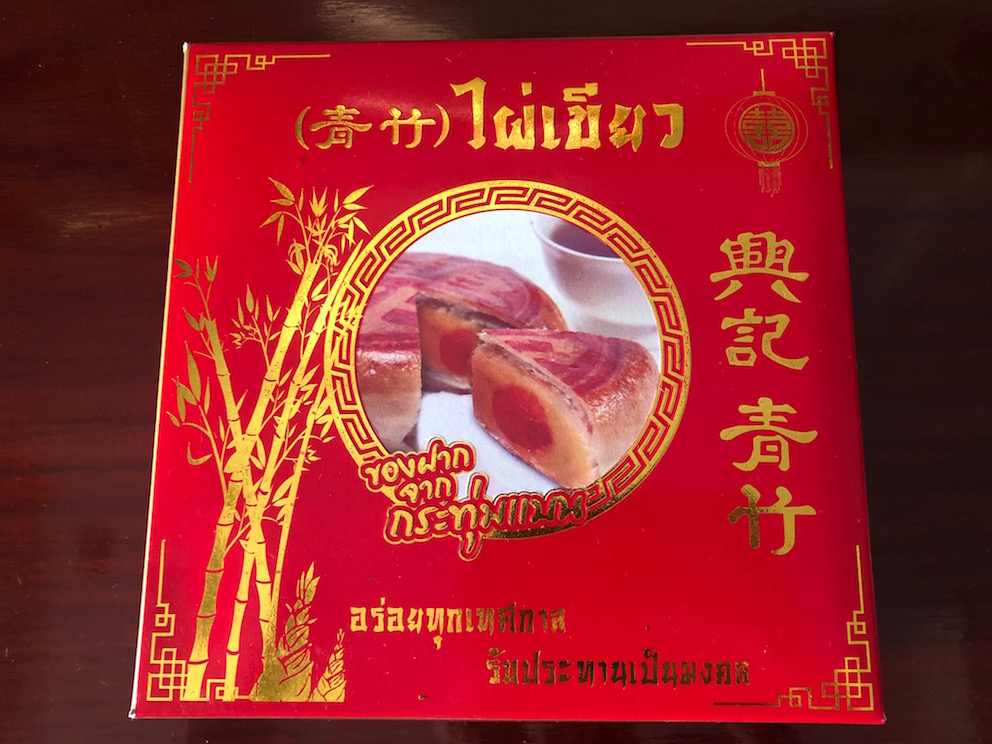 (青竹)ไผ่เขียว
興記青竹
ของฝาก
จาก
กระทุ่มแบน
อร่อยทุกเทศกาล
รับประทานเป็นมงคล